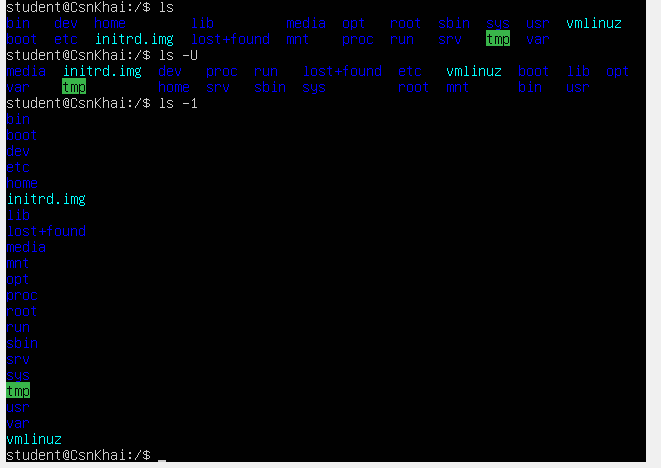 student@CsnKhai:/$ ls
bin dev home lib media opt root sbin sys usr vmlinuz
boot etc initrd.img lost+found mnt proc run srv tmp var
student@CsnKhai:/$ ls -U
media initrd.img dev proc run lost+found etc vmlinuz boot lib opt
var tmp home srv sbin sys root mnt bin usr
student@CsnKhai:/$ ls -1
bin
boot
dev
etc
home
initrd.img
lib
lost+found
media
mnt
opt
proc
root
run
sbin
srv
sys
tmp
usr
var
vmlinuz
student@CsnKhai:/$ _